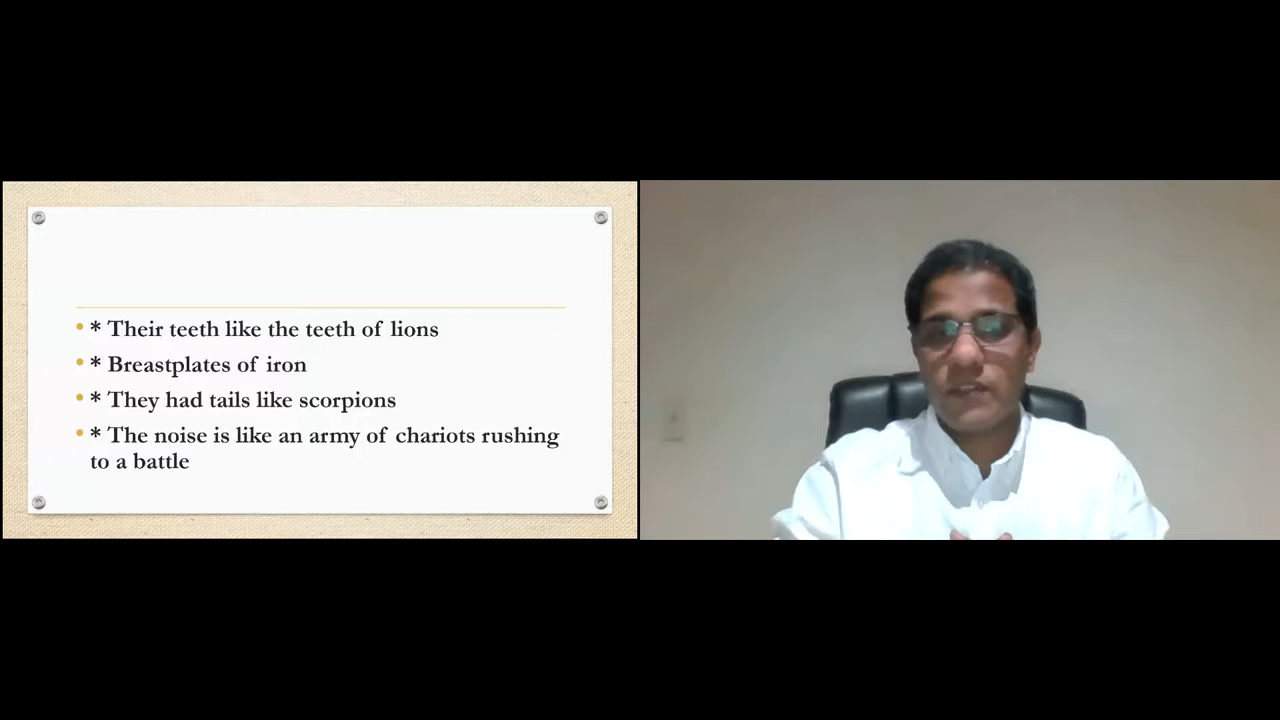 * Their teeth like the teeth of lions
* Breastplates of iron
* They had tails like scorpions
* The noise is like an army of chariots rushing
to a battle